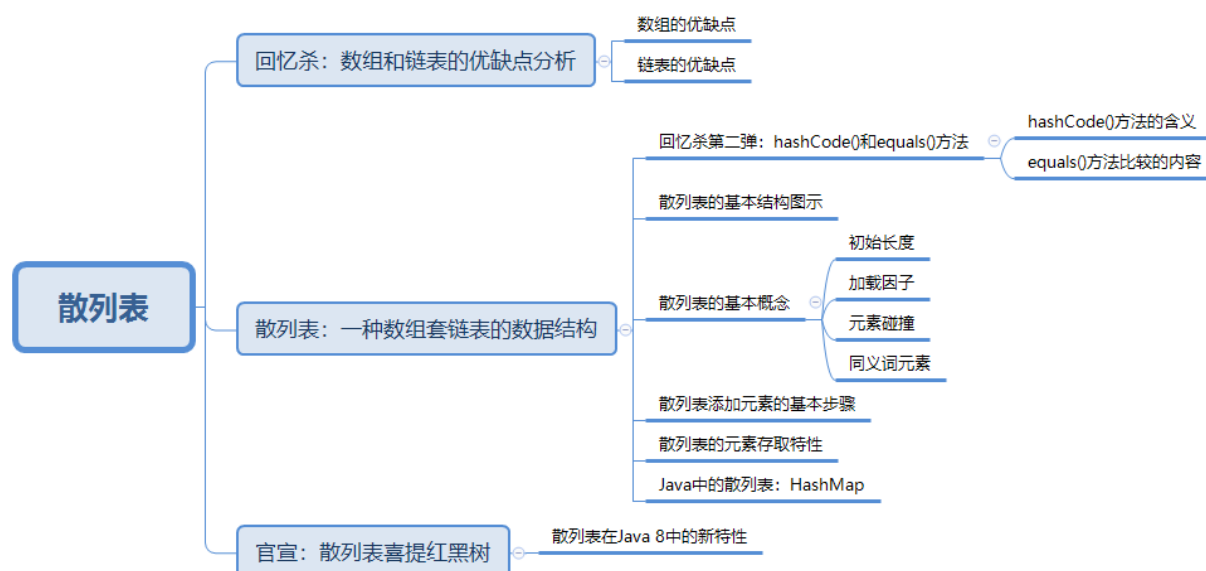 散列表
回忆杀：数组和链表的优缺点分析
数组的优缺点
链表的优缺点
散列表：一种数组套链表的数据结构
回忆杀第二弹：hashCode()和equals()方法
hashCode()方法的含义
equals()方法比较的内容
散列表的基本结构图示
散列表的基本概念
初始长度
加载因子
元素碰撞
同义词元素
散列表添加元素的基本步骤
散列表的元素存取特性
Java中的散列表：HashMap
官宣：散列表喜提红黑树
散列表在Java 8中的新特性